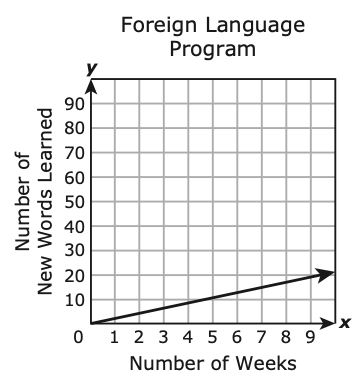 Foreign Language
Program
y
Number of
New Words Learned
90
80
70
60
50
40
30
20
10
0 1 2 3 4 5 6 7 8 9 x
Number of Weeks